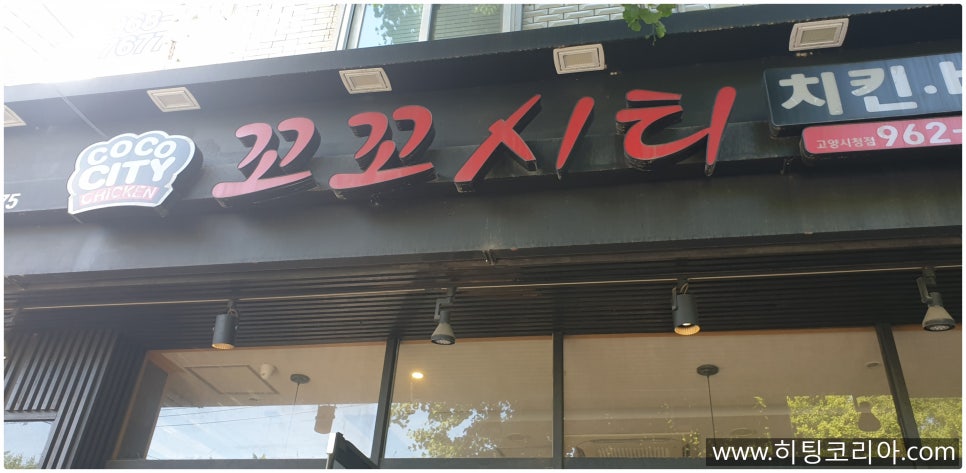 COCO
CITY
CHICKEN
꼬꼬시티
치킨·
고양시청점 962-
75
www.히팅코리아.com